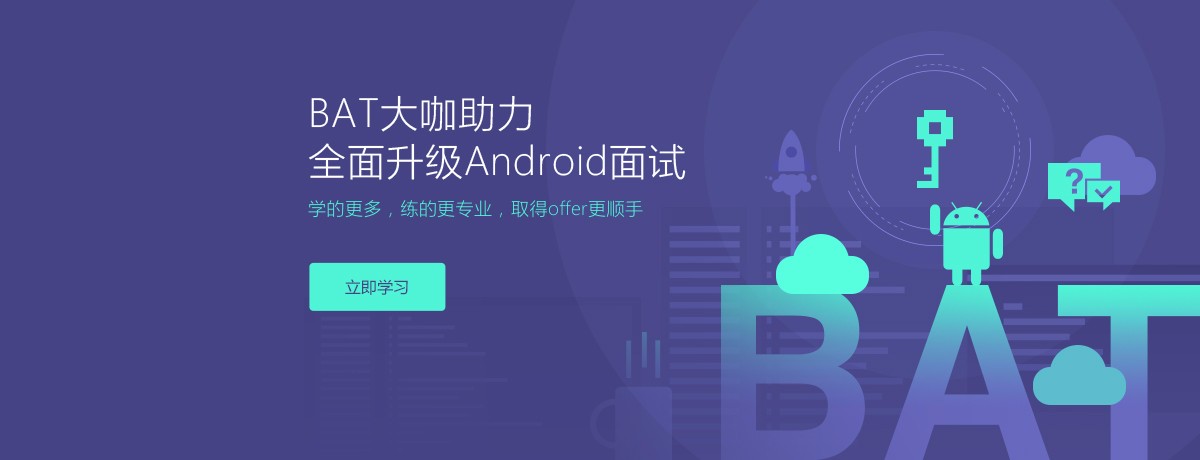 BAT大咖助力
全面升级Android面试
学的更多，练的更专业，取得offer更顺手
立即学习
?
BAT